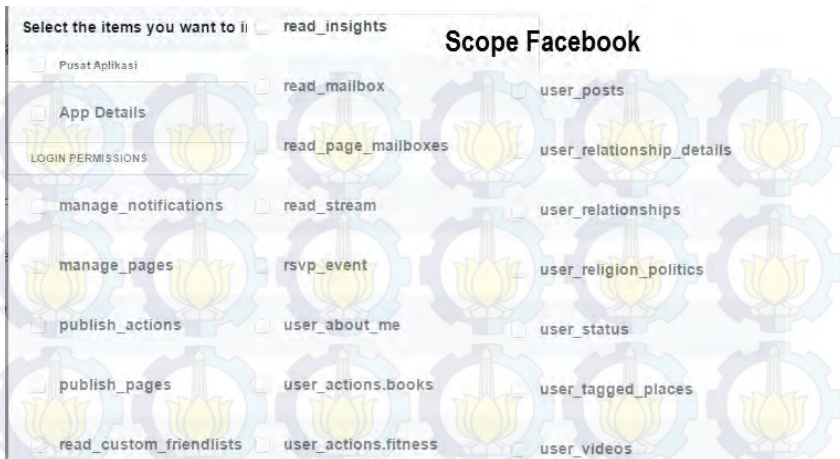 Select the items you want to i
Pusat Aplikasi
App Details
LOGIN PERMISSIONS
manage_notifications
manage_pages
publish_actions
publish_pages
read_custom_friendlists
read_insights
read_mailbox
read_page_mailboxes
read_stream
rsvp_event
user_about_me
user_actions.books
user_actions.fitness
Scope Facebook
user_posts
user_relationship_details
user_relationships
user_religion_politics
user_status
user_tagged_places
user_videos